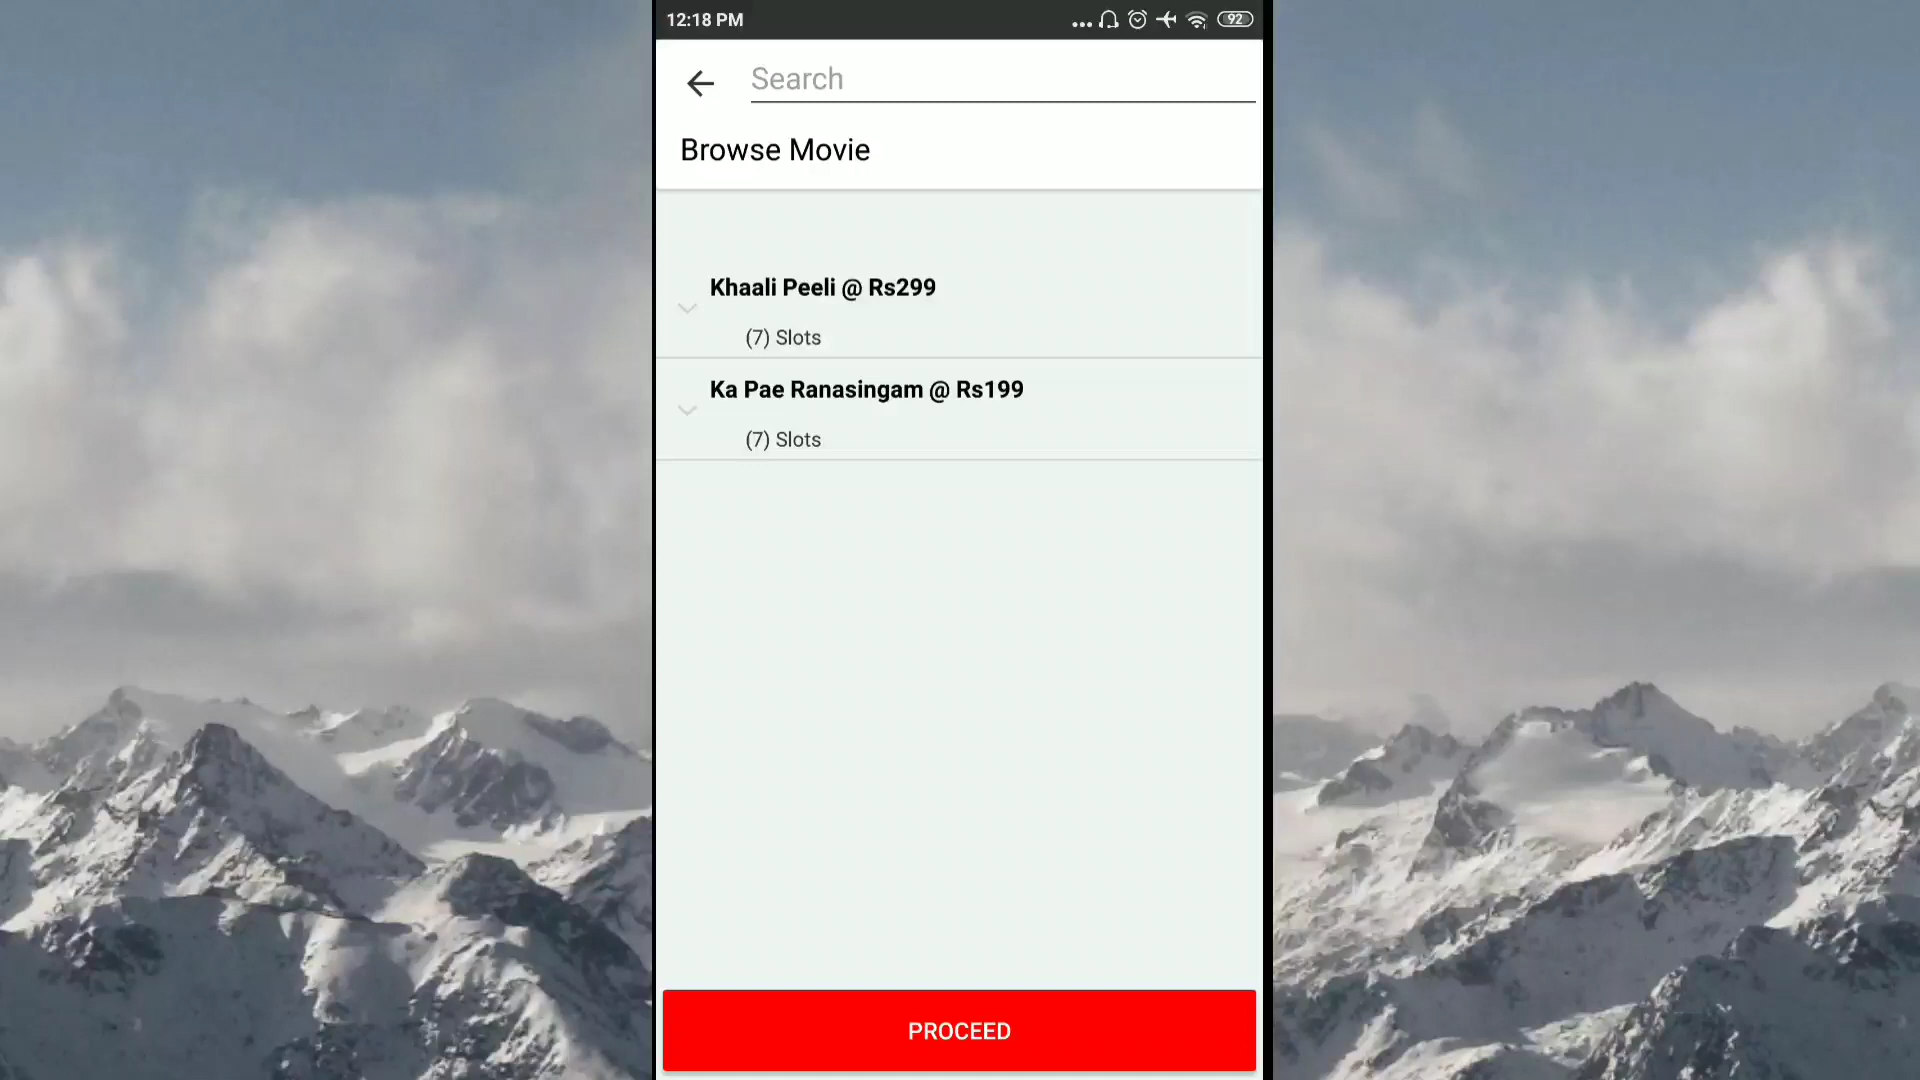 12:18 PM
92
Search
Browse Movie
Khaali Peeli @ Rs299
(7) Slots
Ka Pae Ranasingam @ Rs199
(7) Slots
PROCEED